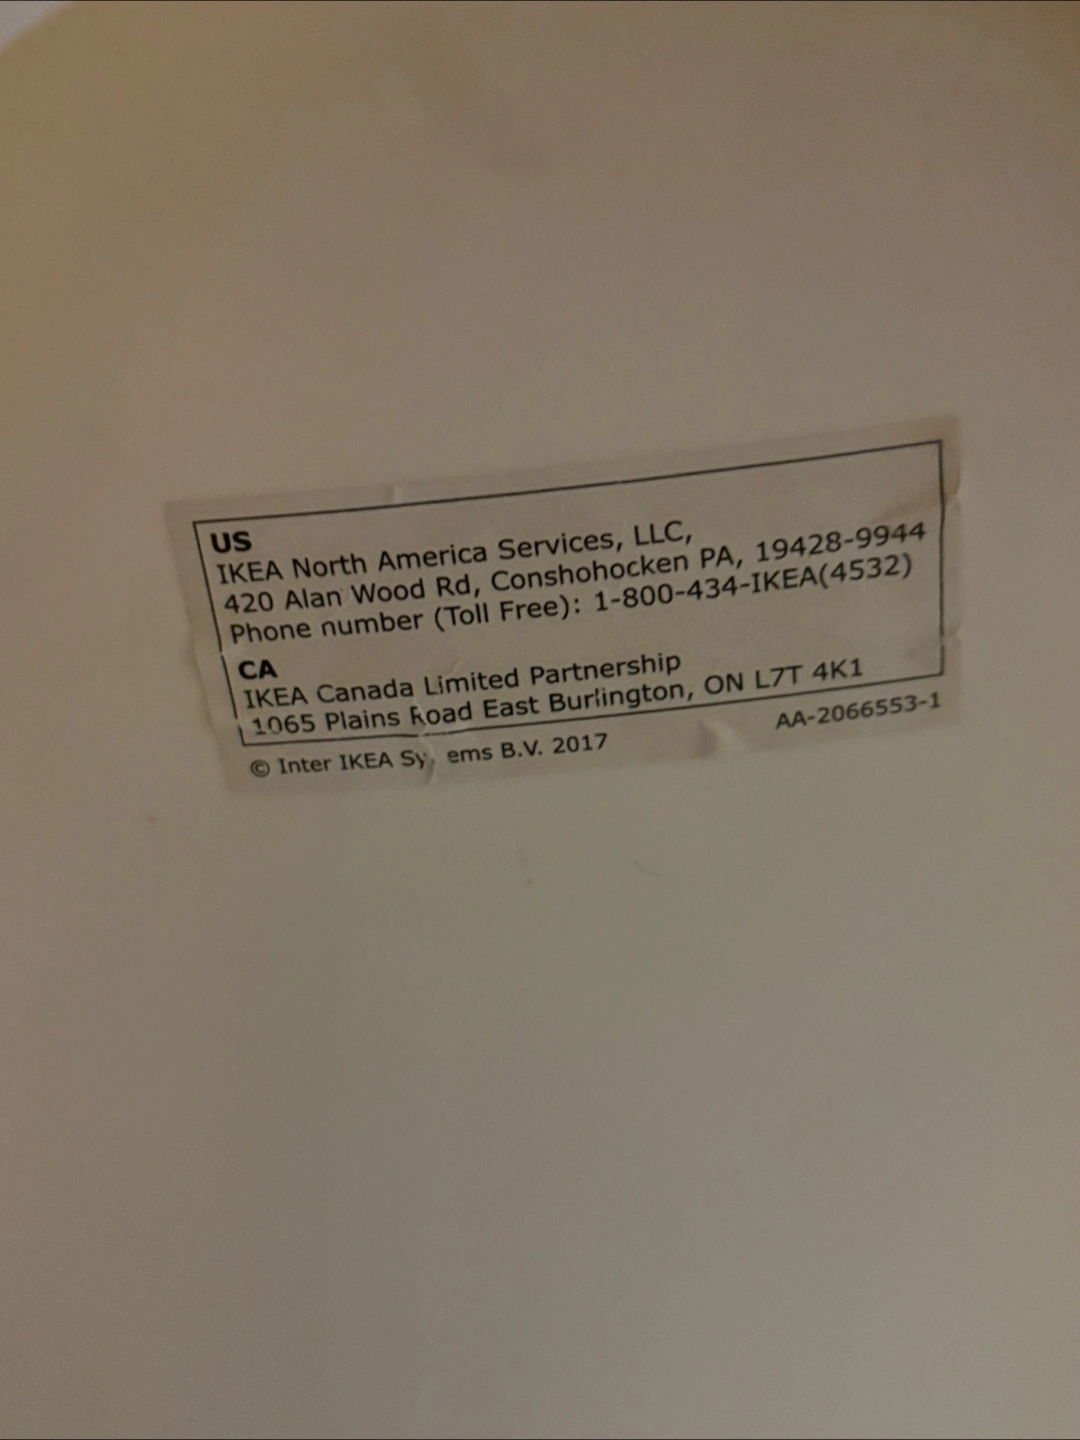 US
IKEA North America Services, LLC,
420 Alan Wood Rd, Conshohocken PA, 19428-9944
Phone number (Toll Free): 1-800-434-IKEA(4532)
CA
IKEA Canada Limited Partnership
1065 Plains Road East Burlington, ON L7T 4K1
© Inter IKEA Sy ems B.V. 2017
AA-2066553-1